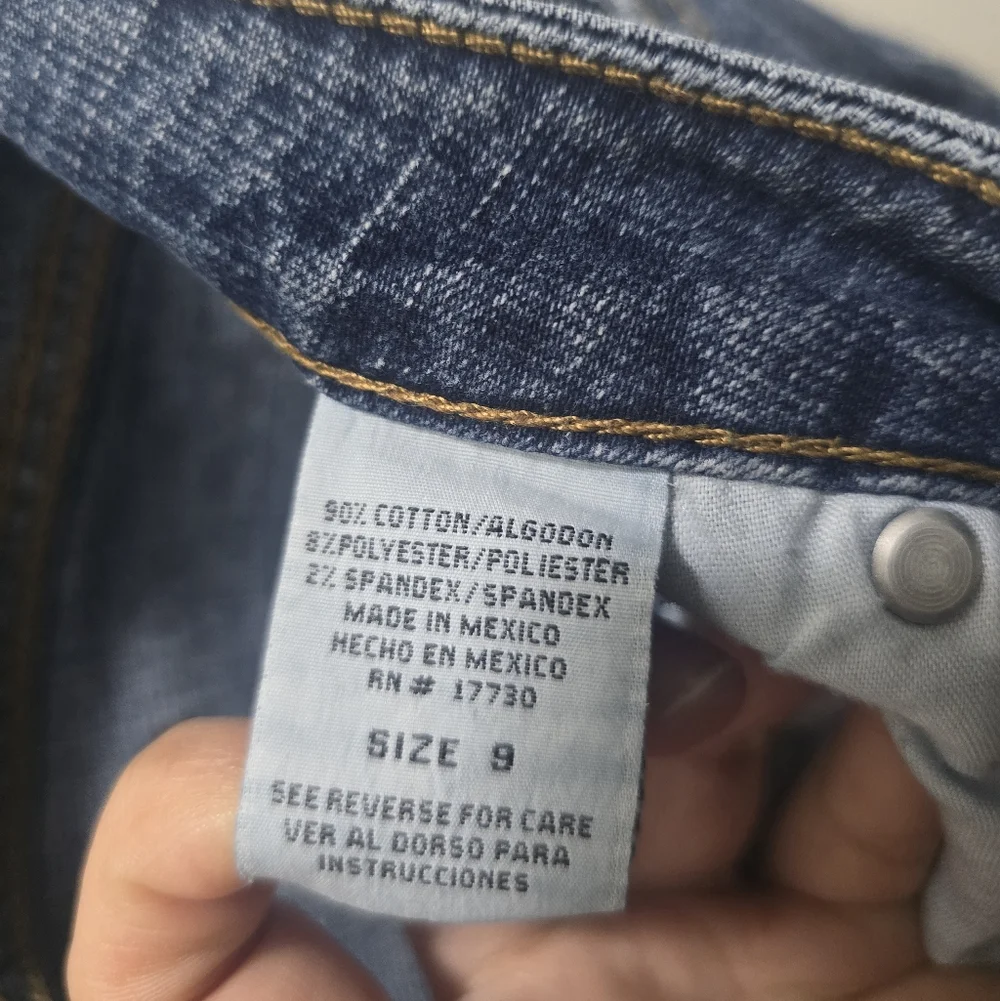 90% COTTON/ALGODON
8%POLYESTER/POLIESTER
2% SPANDEX/SPANDEX
MADE IN MEXICO
HECHO EN MEXICO
RN # 17730
SIZE 9
SEE REVERSE FOR CARE
VER AL DORSO PARA
INSTRUCCIONES